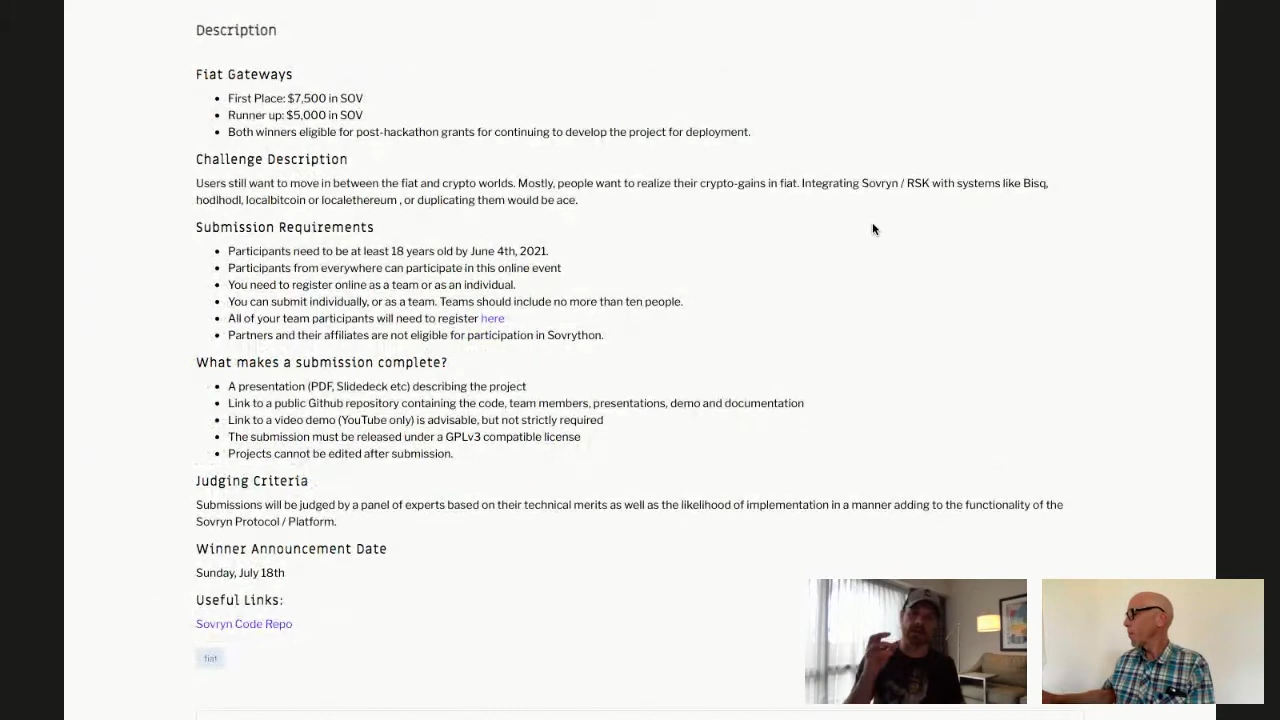 Description
Fiat Gateways
First Place: $7,500 in SOV
Runner up: $5,000 in SOV
Both winners eligible for post-hackathon grants for continuing to develop the project for deployment.
Challenge Description
Users still want to move in between the fiat and crypto worlds. Mostly, people want to realize their crypto-gains in fiat. Integrating Sovryn / RSK with systems like Bisq,
hodlhodl, localbitcoin or localethereum , or duplicating them would be ace.
Submission Requirements
Participants need to be at least 18 years old by June 4th, 2021.
Participants from everywhere can participate in this online event
You need to register online as a team or as an individual.
You can submit individually, or as a team. Teams should include no more than ten people.
All of your team participants will need to register here
Partners and their affiliates are not eligible for participation in Sovrython.
What makes a submission complete?
A presentation (PDF, Slidedeck etc) describing the project
Link to a public Github repository containing the code, team members, presentations, demo and documentation
Link to a video demo (YouTube only) is advisable, but not strictly required
The submission must be released under a GPLv3 compatible license
Projects cannot be edited after submission.
Judging Criteria
Submissions will be judged by a panel of experts based on their technical merits as well as the likelihood of implementation in a manner adding to the functionality of the
Sovryn Protocol / Platform.
Winner Announcement Date
Sunday, July 18th
Useful Links:
Sovryn Code Repo
fiat